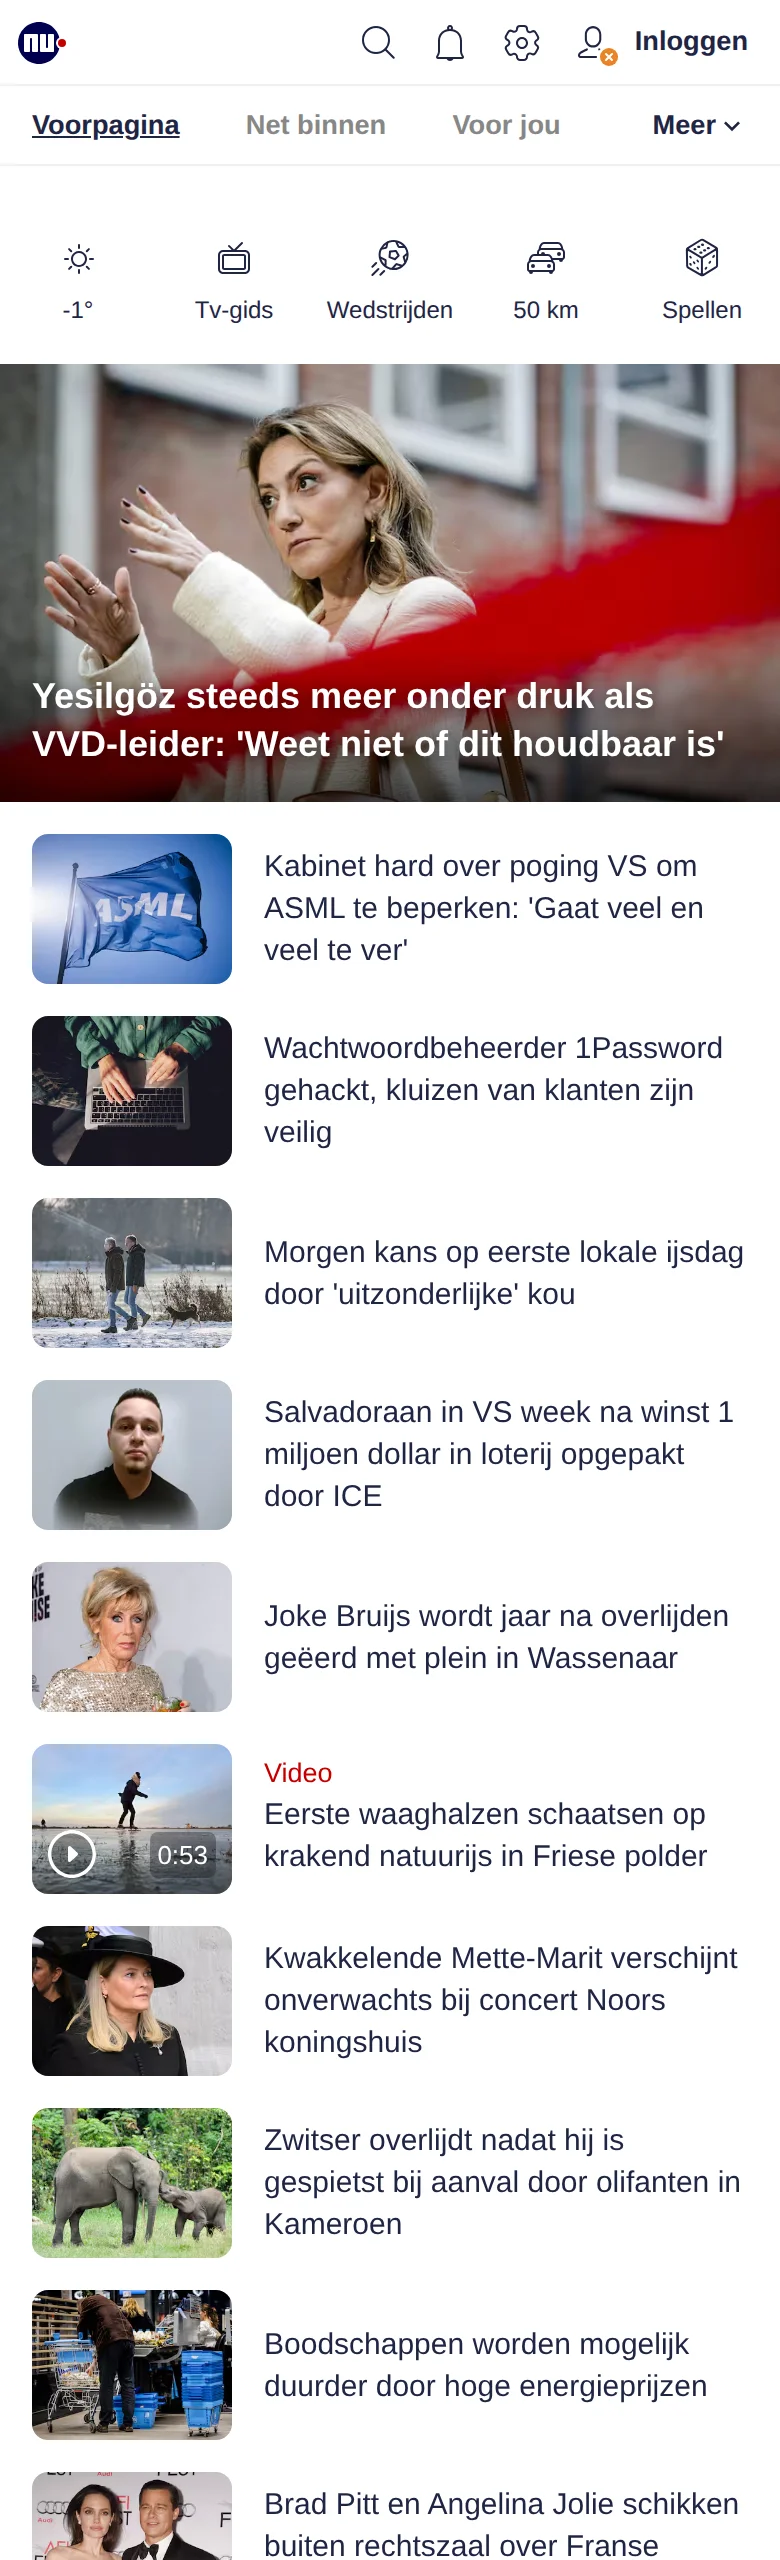 nu
Inloggen
Voorpagina
Net binnen
Voor jou
Meer
-1°
Tv-gids
Wedstrijden
50 km
Spellen
Yesilgöz steeds meer onder druk als
VVD-leider: 'Weet niet of dit houdbaar is'
ASML
Kabinet hard over poging VS om
ASML te beperken: 'Gaat veel en
veel te ver'
Wachtwoordbeheerder 1Password
gehackt, kluizen van klanten zijn
veilig
Morgen kans op eerste lokale ijsdag
door 'uitzonderlijke' kou
Salvadoraan in VS week na winst 1
miljoen dollar in loterij opgepakt
door ICE
Joke Bruijs wordt jaar na overlijden
geëerd met plein in Wassenaar
Video
0:53
Eerste waaghalzen schaatsen op
krakend natuurijs in Friese polder
Kwakkelende Mette-Marit verschijnt
onverwachts bij concert Noors
koningshuis
Zwitser overlijdt nadat hij is
gespietst bij aanval door olifanten in
Kameroen
Boodschappen worden mogelijk
duurder door hoge energieprijzen
Audi
Audi
Brad Pitt en Angelina Jolie schikken
buiten rechtszaal over Franse